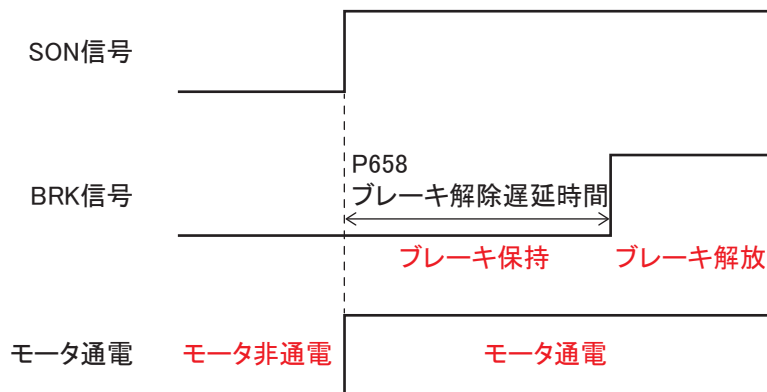 SON信号
P658
ブレーキ解除遅延時間
BRK信号
ブレーキ保持
ブレーキ解放
モータ通電
モータ非通電
モータ通電